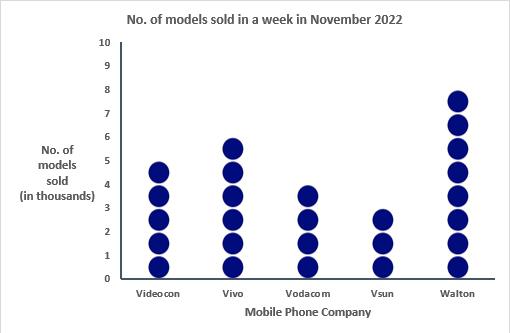 No. of models sold in a week in November 2022
10
9
8
7
6
5
4
3
2
1
0
No. of
models
sold
(in thousands)
Videocon
Vivo
Vodacom
Vsun
Walton
Mobile Phone Company